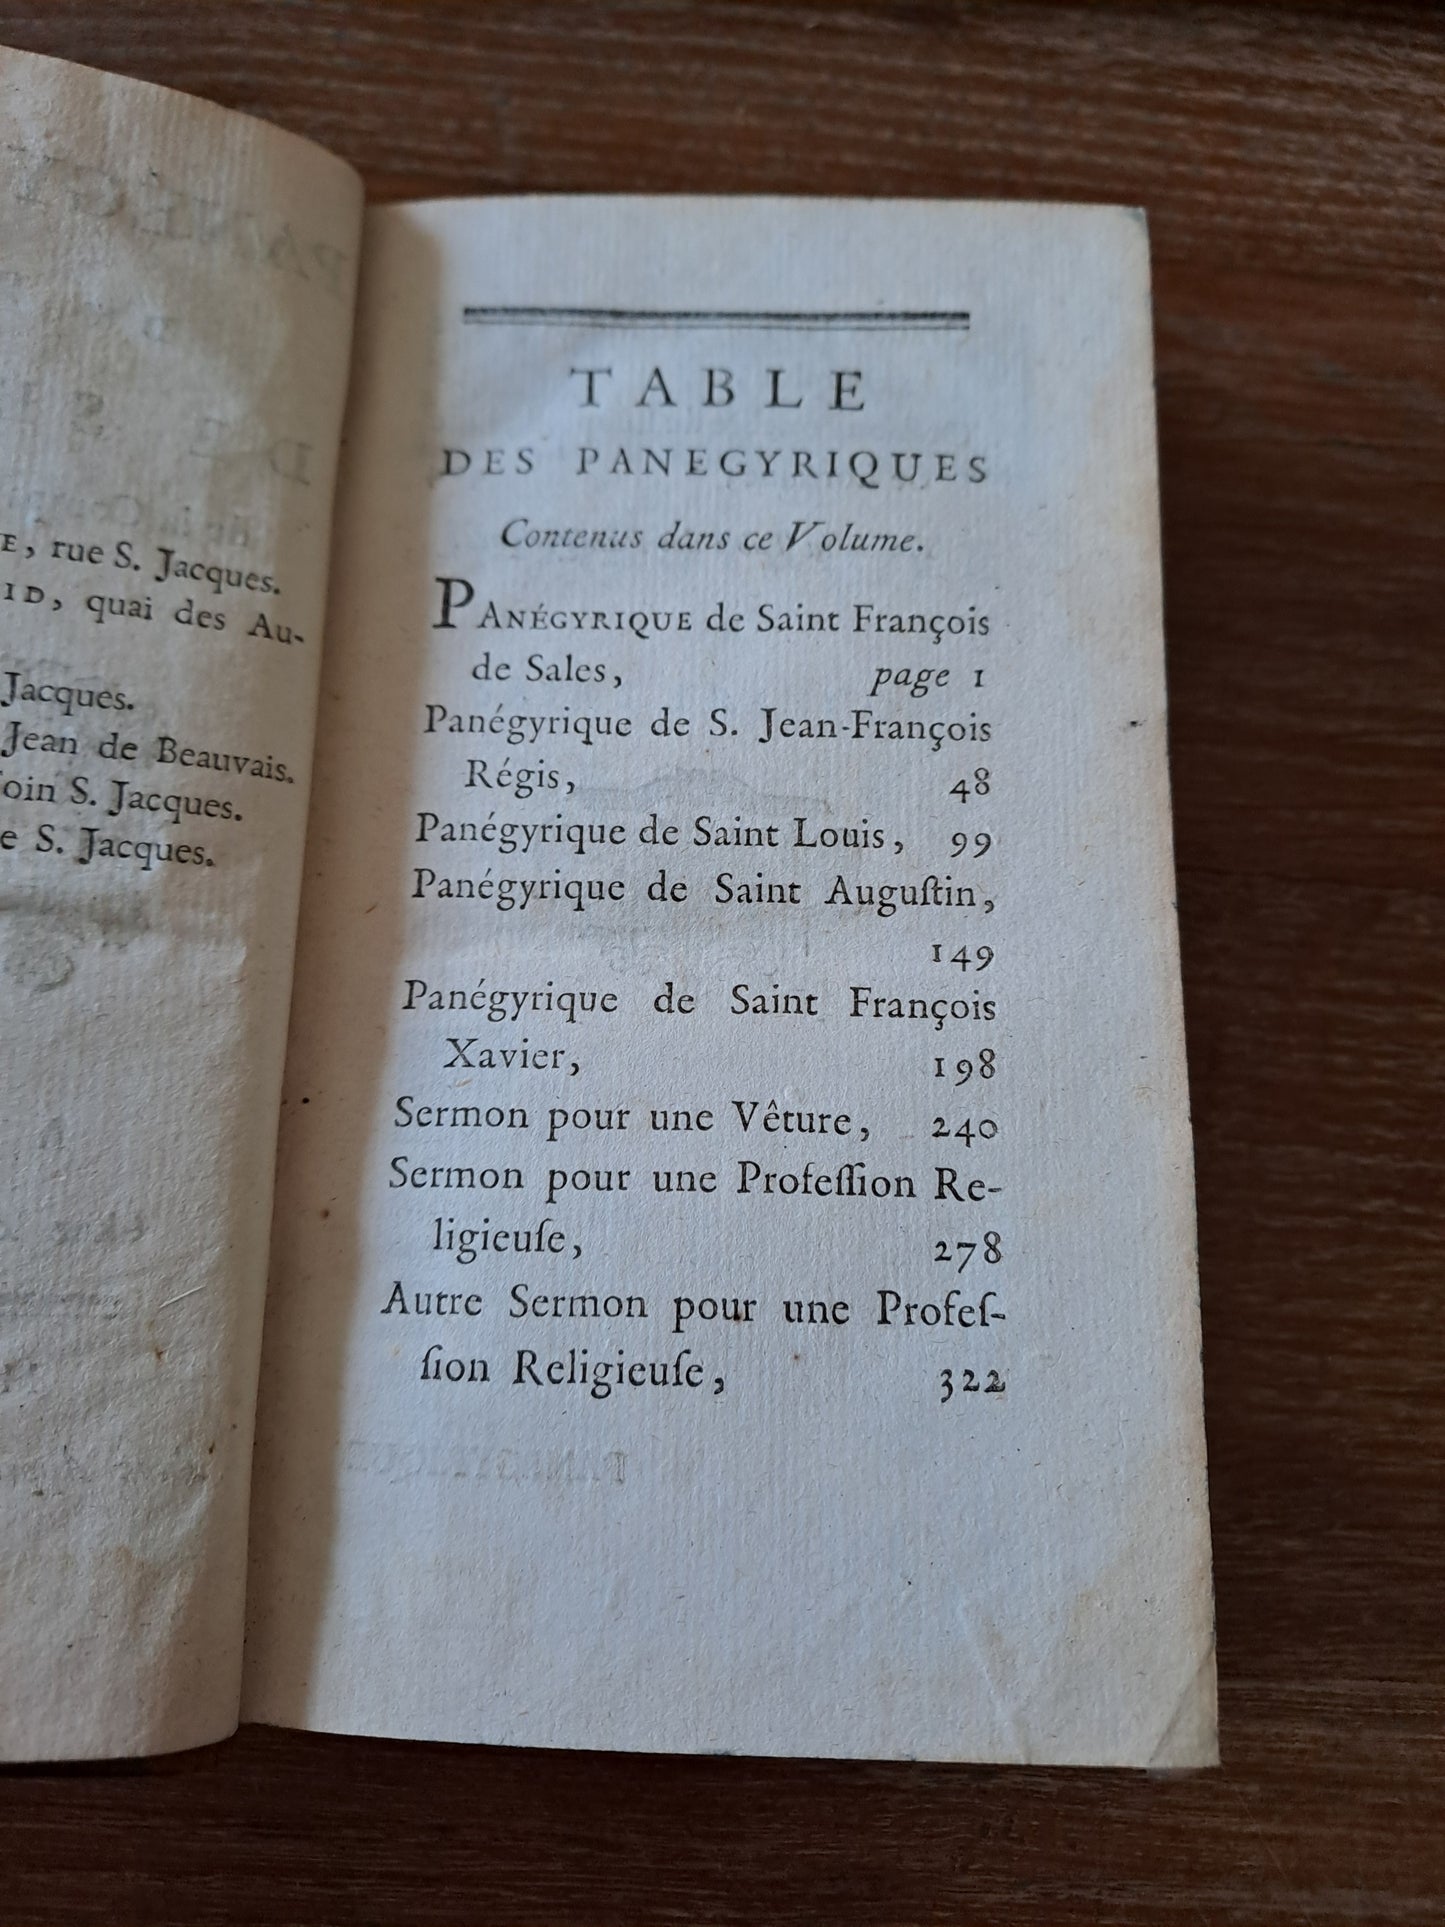 E, rue S. Jacques.
ID, quai des Au-
Jacques.
Jean de Beauvais.
oin S. Jacques.
e S. Jacques.
TABLE
DES PANEGYRIQUES
Contenus dans ce Volume.
PANÉGYRIQUE de Saint François
de Sales, page 1
Panégyrique de S. Jean-François
Régis, 48
Panégyrique de Saint Louis, 99
Panégyrique de Saint Auguſtin,
149
Panégyrique de Saint François
Xavier, 198
Sermon pour une Vêture, 240
Sermon pour une Profeſſion Re-
ligieuſe, 278
Autre Sermon pour une Profeſ-
ſion Religieuſe, 322